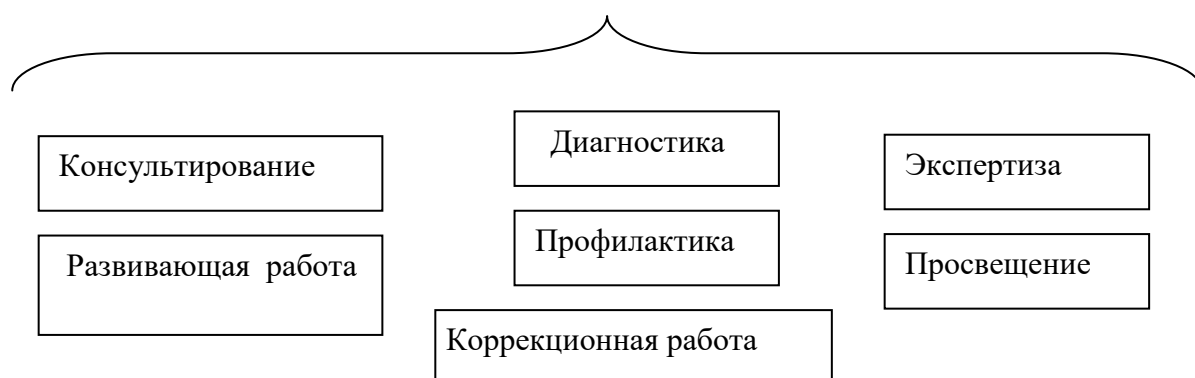 Консультирование
Диагностика
Экспертиза
Развивающая работа
Профилактика
Просвещение
Коррекционная работа